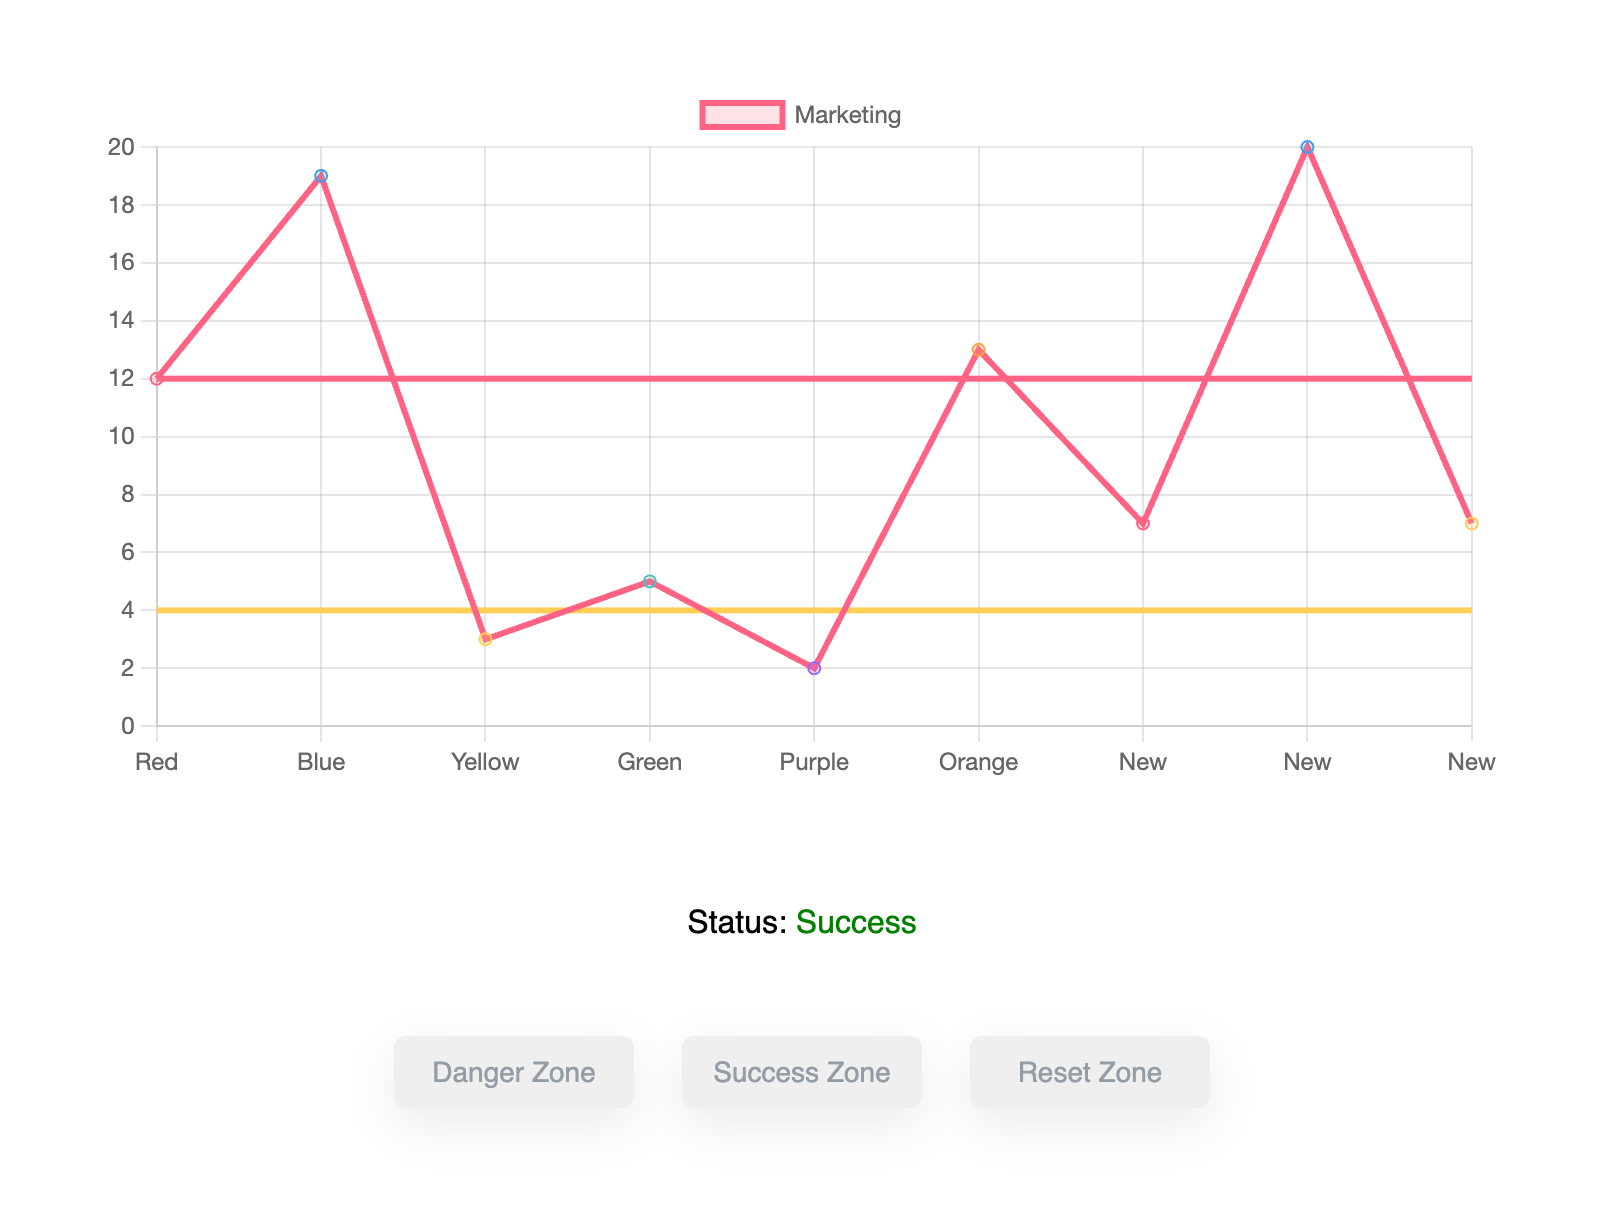 Marketing
20
18
16
14
12
10
8
6
4
2
0
Red Blue Yellow Green Purple Orange New New New
Status: Success
Danger Zone Success Zone Reset Zone